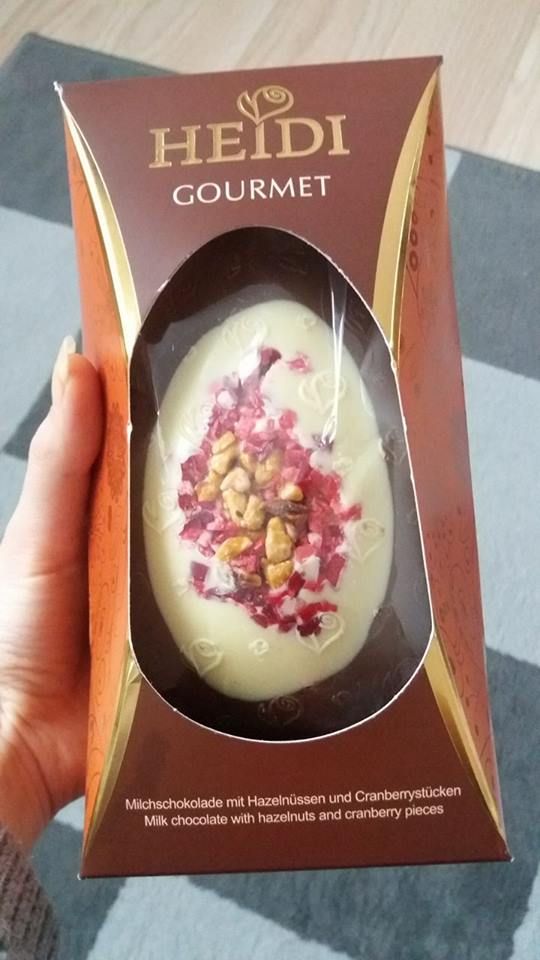 HEIDI
GOURMET
Milchschokolade mit Hazelnüssen und Cranberrystücken
Milk chocolate with hazelnuts and cranberry pieces